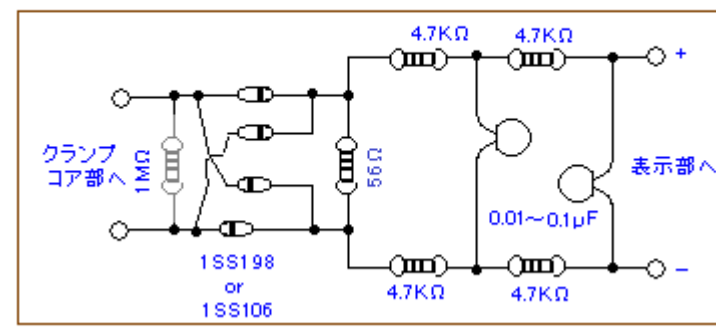 4.7KΩ
4.7KΩ
+
クランプ
コア部へ
1MΩ
56Ω
表示部へ
0.01～0.1μF
1SS198
or
1SS106
4.7KΩ
4.7KΩ
−